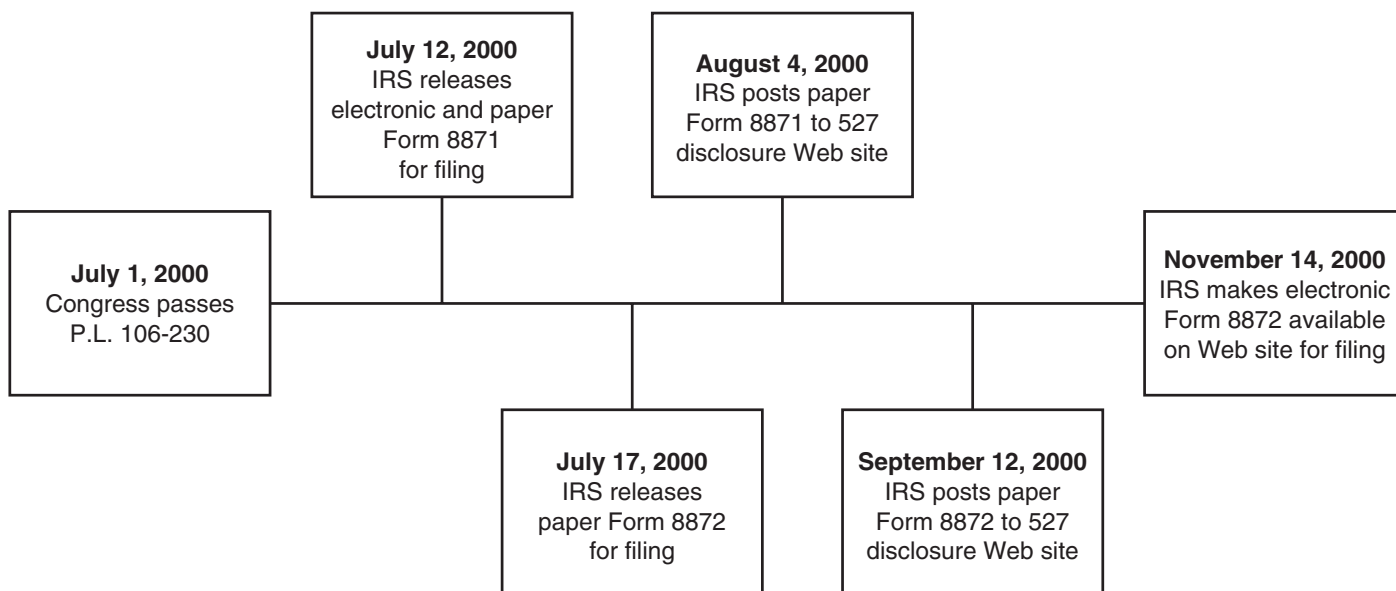 July 1, 2000
Congress passes
P.L. 106-230
July 12, 2000
IRS releases
electronic and paper
Form 8871
for filing
July 17, 2000
IRS releases
paper Form 8872
for filing
August 4, 2000
IRS posts paper
Form 8871 to 527
disclosure Web site
September 12, 2000
IRS posts paper
Form 8872 to 527
disclosure Web site
November 14, 2000
IRS makes electronic
Form 8872 available
on Web site for filing